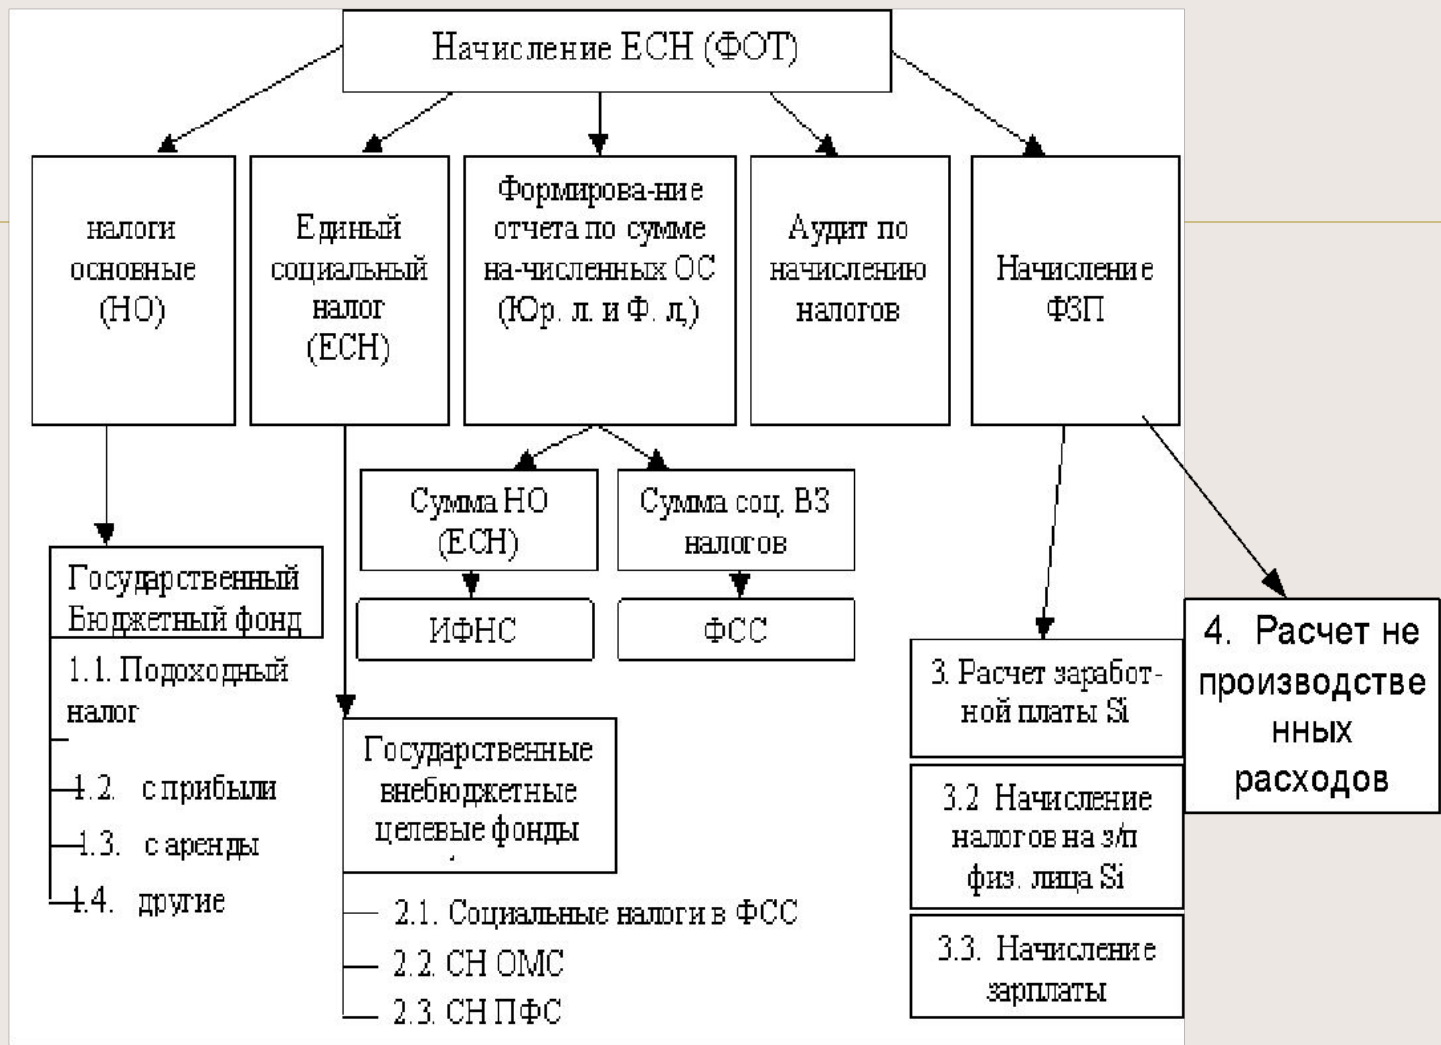 Начисление ЕСН (ФОТ)
налоги
основные
(НО)
Единый
социальный
налог
(ЕСН)
Формирова-ние
отчета по сумме
на-численных ОС
(Юр. л. и Ф. л,)
Аудит по
начислению
налогов
Начисление
ФЗП
Сумма НО
(ЕСН)
Сумма соц. ВЗ
налогов
ИФНС
ФСС
Государственный
Бюджетный фонд
1.1. Подоходный
налог
1.2. с прибыли
1.3. с аренды
1.4. другие
Государственные
внебюджетные
целевые фонды
2.1. Социальные налоги в ФСС
2.2. СН ОМС
2.3. СН ПФС
3. Расчет заработ-
ной платы Si
3.2 Начисление
налогов на з/п
физ. лица Si
3.3. Начисление
зарплаты
4. Расчет не
производстве
нных
расходов